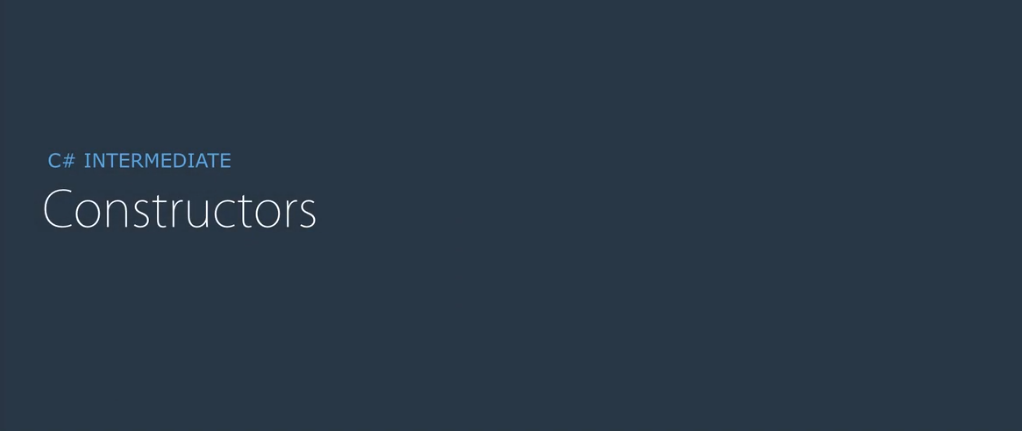 C# INTERMEDIATE
Constructors